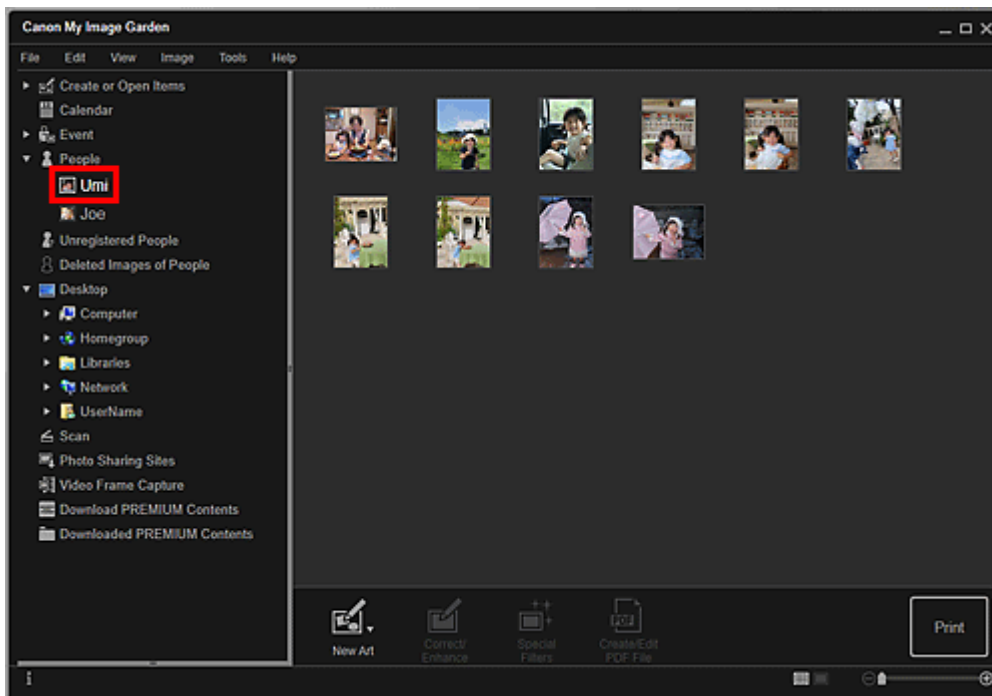 Canon My Image Garden
File Edit View Image Tools Help
Create or Open Items
Calendar
Event
People
Umi
Joe
Unregistered People
Deleted Images of People
Desktop
Computer
Homegroup
Libraries
Network
UserName
Scan
Photo Sharing Sites
Video Frame Capture
Download PREMIUM Contents
Downloaded PREMIUM Contents
New Art
Correct/
Enhance
Special
Filters
PDF
Create/Edit
PDF File
Print